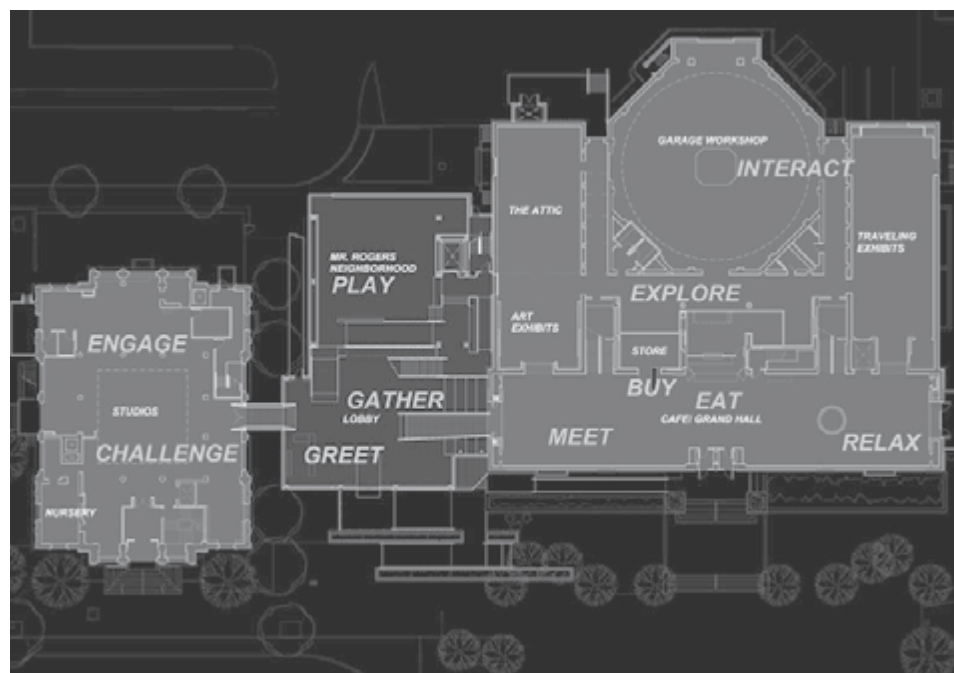 GARAGE WORKSHOP
INTERACT
THE ATTIC
TRAVELING
EXHIBITS
MR. ROGERS
NEIGHBORHOOD
PLAY
EXPLORE
ART
EXHIBITS
ENGAGE
STORE
BUY
GATHER
LOBBY
EAT
CAFE/ GRAND HALL
STUDIOS
MEET
RELAX
CHALLENGE
GREET
NURSERY